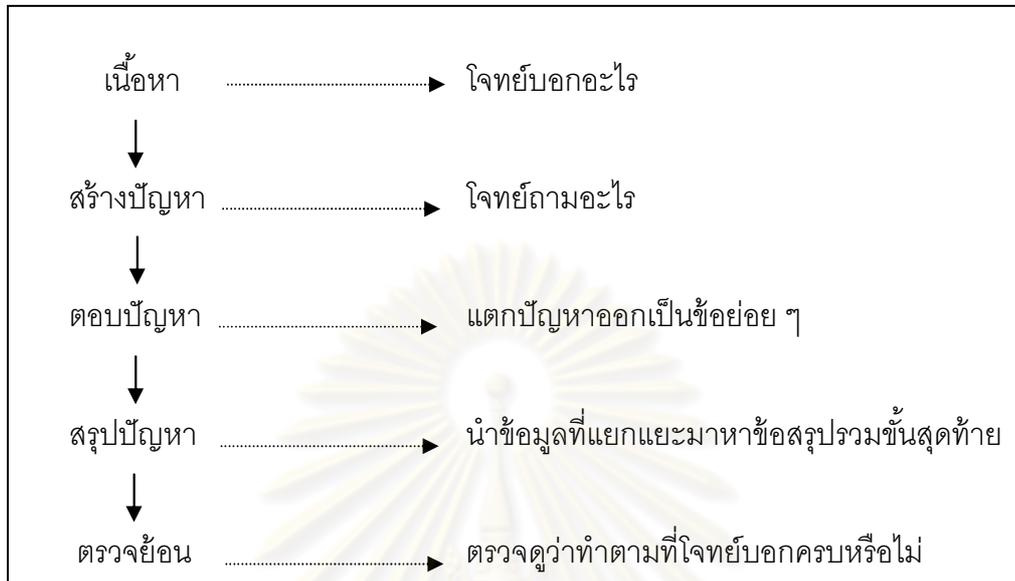 เนื้อหา โจทย์บอกอะไร
สร้างปัญหา โจทย์ถามอะไร
ตอบปัญหา แตกปัญหาออกเป็นข้อย่อย ๆ
สรุปปัญหา นำข้อมูลที่แยกแยะมาหาข้อสรุปรวมขั้นสุดท้าย
ตรวจย้อน ตรวจดูว่าทำตามที่โจทย์บอกครบหรือไม่